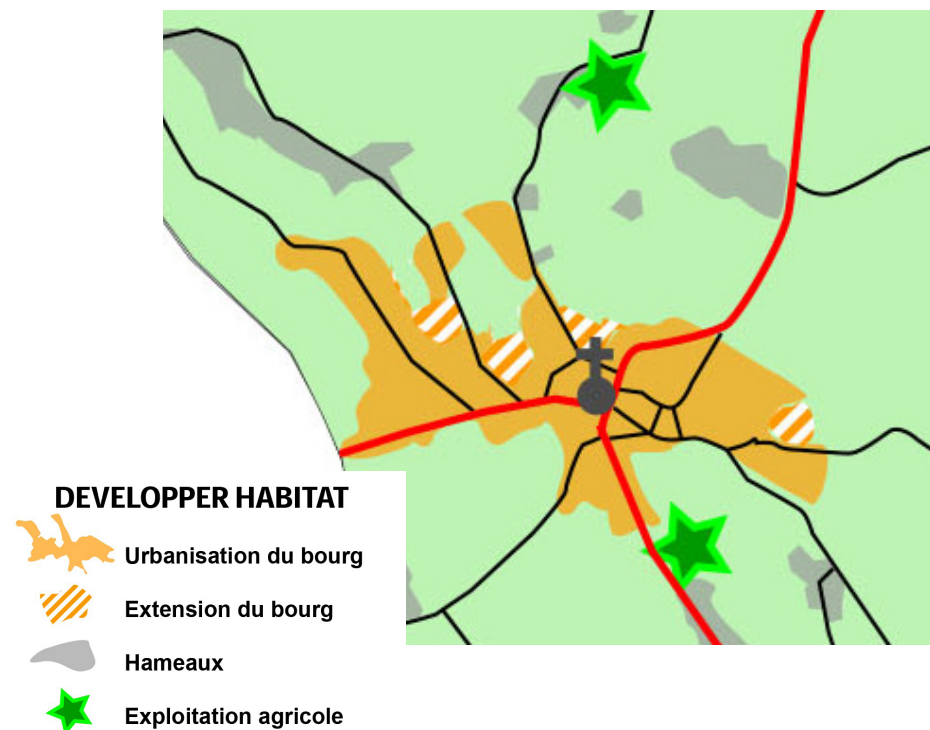 DEVELOPPER HABITAT
Urbanisation du bourg
Extension du bourg
Hameaux
Exploitation agricole